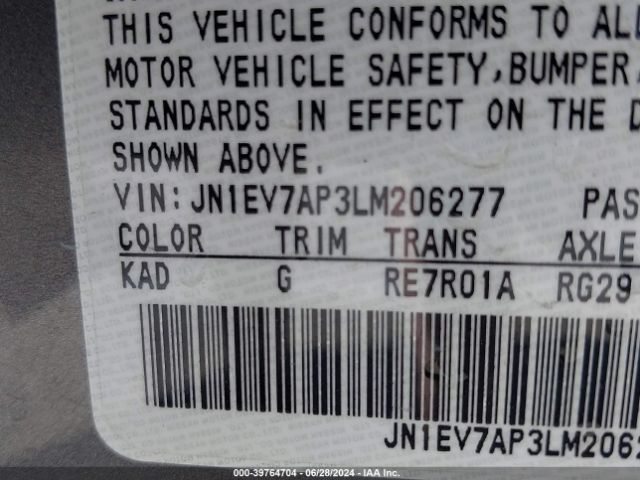 THIS VEHICLE CONFORMS TO ALL
MOTOR VEHICLE SAFETY, BUMPER,
STANDARDS IN EFFECT ON THE D
SHOWN ABOVE.
VIN: JN1EV7AP3LM206277 PAS
COLOR TRIM TRANS AXLE
KAD G RE7R01A RG29
JN1EV7AP3LM2062
000-39764704 / 06/28/2024 - IAA Inc.